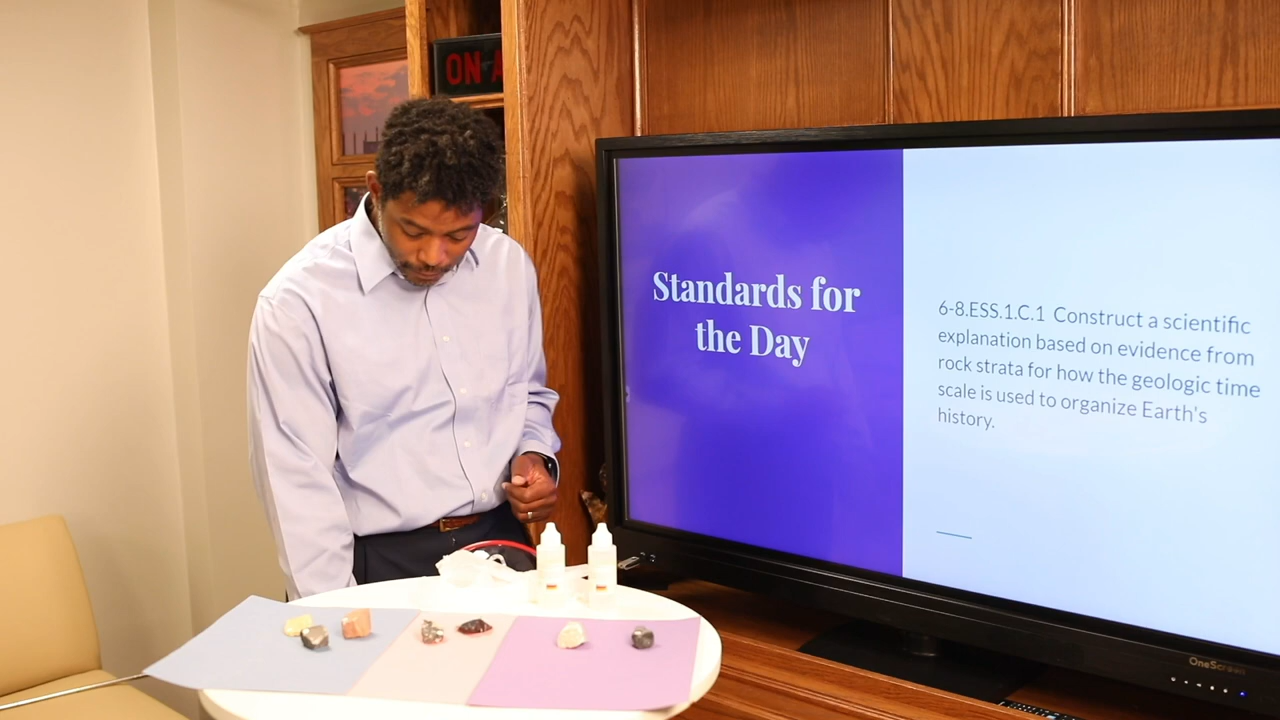 ON A
Standards for
the Day
6-8.ESS.1.C.1 Construct a scientific
explanation based on evidence from
rock strata for how the geologic time
scale is used to organize Earth's
history.
OneScreen